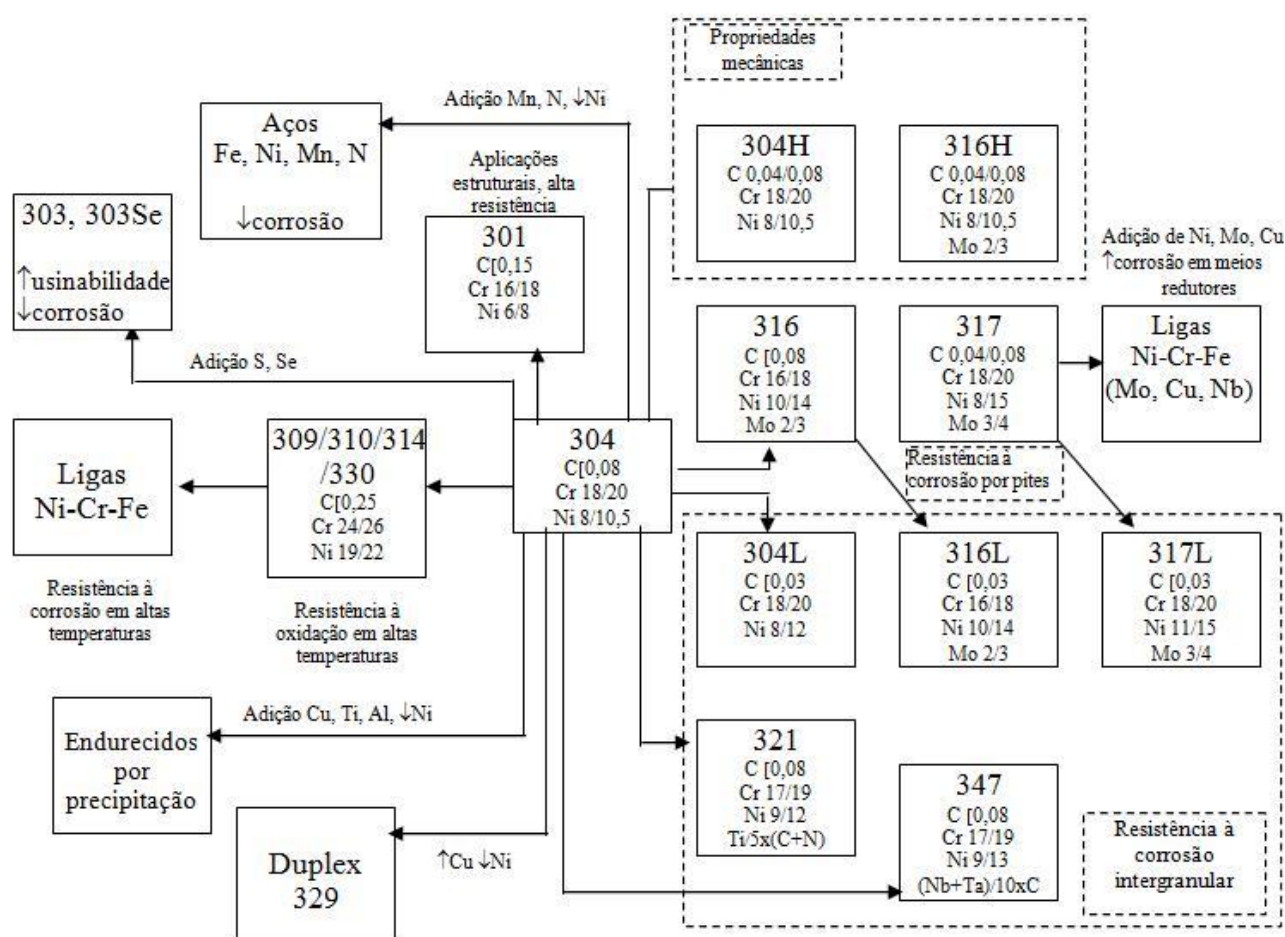 Propriedades
mecânicas
304H
C 0,04/0,08
Cr 18/20
Ni 8/10,5
316H
C 0,04/0,08
Cr 18/20
Ni 8/10,5
Mo 2/3
Adição Mn, N, ↓Ni
Aços
Fe, Ni, Mn, N
↓corrosão
Aplicações
estruturais, alta
resistência
301
C[0,15
Cr 16/18
Ni 6/8
303, 303Se
↑usinabilidade
↓corrosão
Adição S, Se
Adição de Ni, Mo, Cu
↑corrosão em meios
redutores
316
C [0,08
Cr 16/18
Ni 10/14
Mo 2/3
317
C 0,04/0,08
Cr 18/20
Ni 8/15
Mo 3/4
Ligas
Ni-Cr-Fe
(Mo, Cu, Nb)
Ligas
Ni-Cr-Fe
309/310/314
/330
C[0,25
Cr 24/26
Ni 19/22
304
C[0,08
Cr 18/20
Ni 8/10,5
Resistência à
corrosão por pites
Resistência à
corrosão em altas
temperaturas
Resistência à
oxidação em altas
temperaturas
304L
C [0,03
Cr 18/20
Ni 8/12
316L
C [0,03
Cr 16/18
Ni 10/14
Mo 2/3
317L
C [0,03
Cr 18/20
Ni 11/15
Mo 3/4
Adição Cu, Ti, Al, ↓Ni
Endurecidos
por
precipitação
321
C [0,08
Cr 17/19
Ni 9/12
Ti/5x(C+N)
347
C [0,08
Cr 17/19
Ni 9/13
(Nb+Ta)/10xC
Resistência à
corrosão
intergranular
Duplex
329
↑Cu ↓Ni